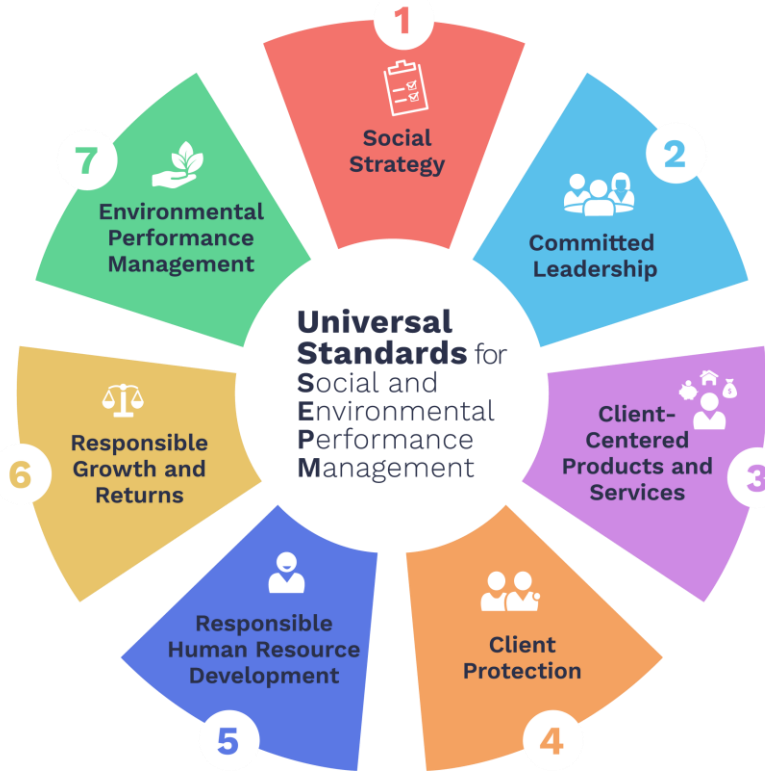 Universal
Standards for
Social and
Environmental
Performance
Management
1
Social
Strategy
2
Committed
Leadership
3
Client-
Centered
Products and
Services
$
4
Client
Protection
5
Responsible
Human Resource
Development
6
Responsible
Growth and
Returns
7
Environmental
Performance
Management